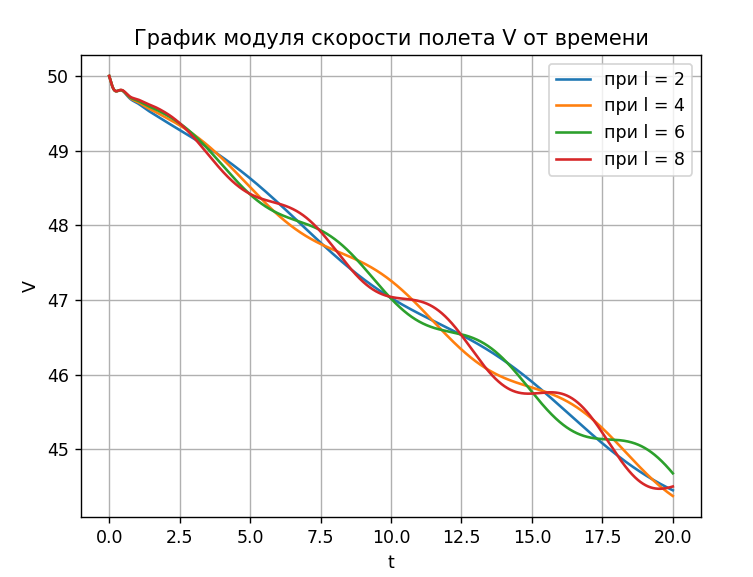 График модуля скорости полета V от времени
50
49
48
47
46
45
V
при l = 2
при l = 4
при l = 6
при l = 8
0.0 2.5 5.0 7.5 10.0 12.5 15.0 17.5 20.0
t